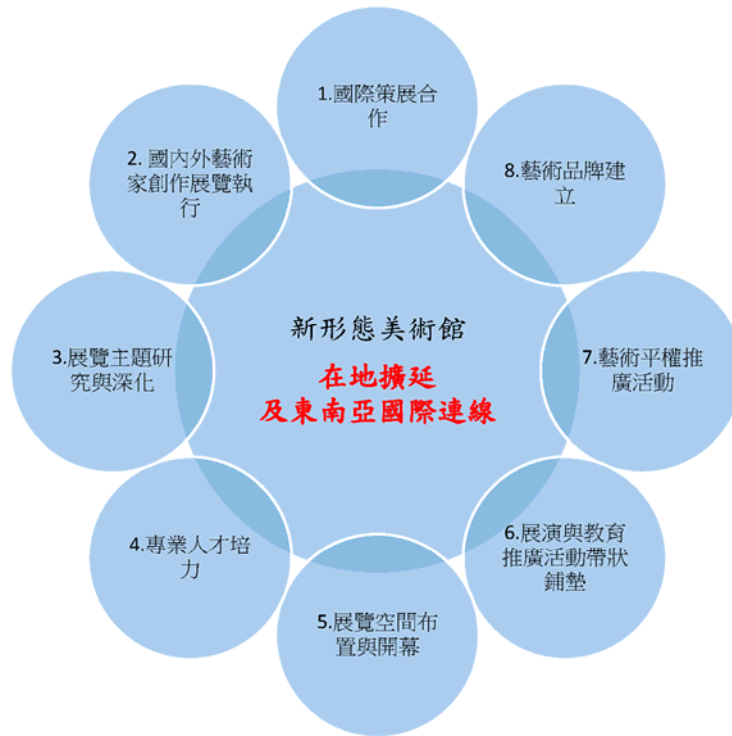 1.國際策展合
作
2. 國內外藝術
家創作展覽執
行
8.藝術品牌建
立
新形態美術館
在地擴延
及東南亞國際連線
3.展覽主題研
究與深化
7.藝術平權推
廣活動
4.專業人才培
力
6.展演與教育
推廣活動帶狀
鋪墊
5.展覽空間布
置與開幕